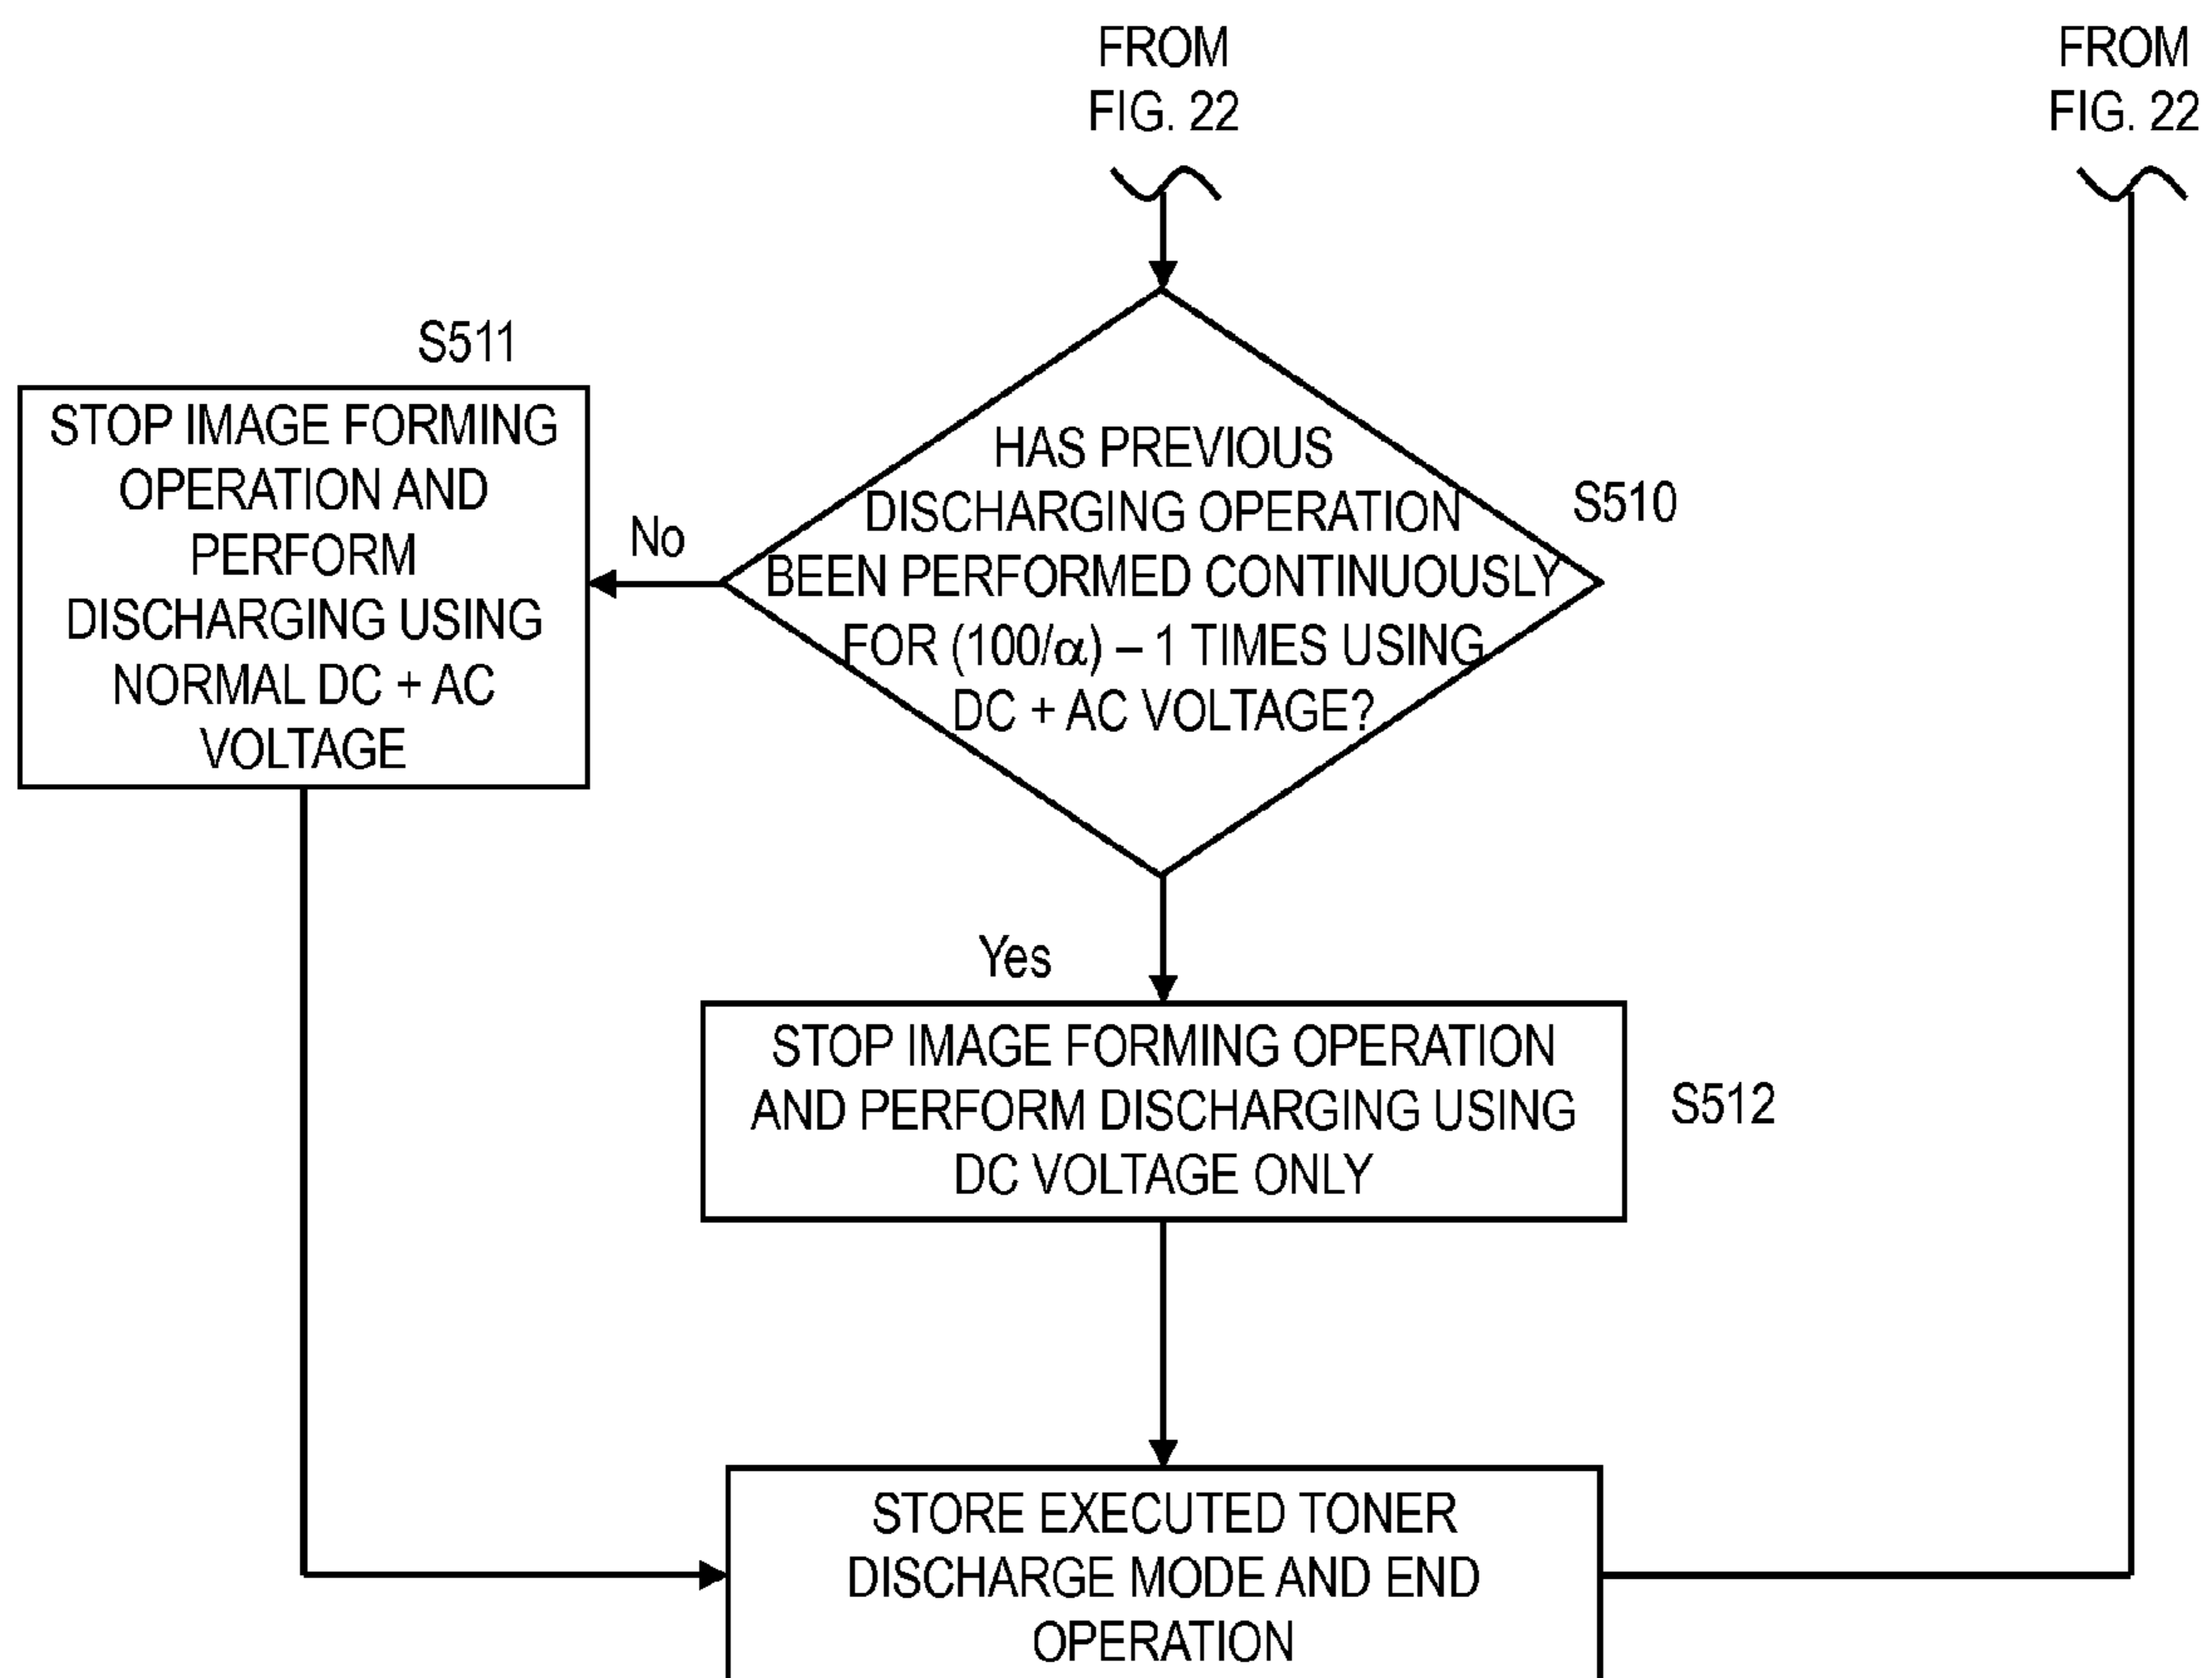 FROM
FIG. 22
FROM
FIG. 22
S511
STOP IMAGE FORMING
OPERATION AND
PERFORM
DISCHARGING USING
NORMAL DC + AC
VOLTAGE
No
HAS PREVIOUS
DISCHARGING OPERATION
BEEN PERFORMED CONTINUOUSLY
FOR (100/α) – 1 TIMES USING
DC + AC VOLTAGE?
S510
Yes
STOP IMAGE FORMING OPERATION
AND PERFORM DISCHARGING USING
DC VOLTAGE ONLY
S512
STORE EXECUTED TONER
DISCHARGE MODE AND END
OPERATION